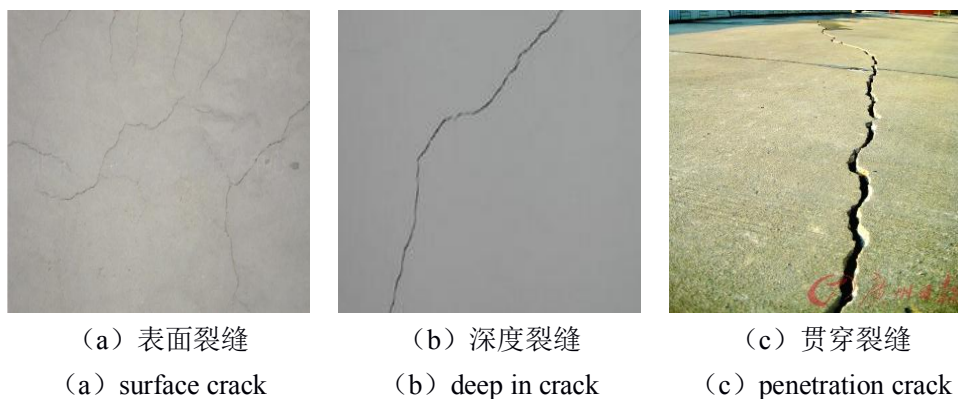 （a）表面裂缝
（b）深度裂缝
（c）贯穿裂缝
（a）surface crack
（b）deep in crack
（c）penetration crack